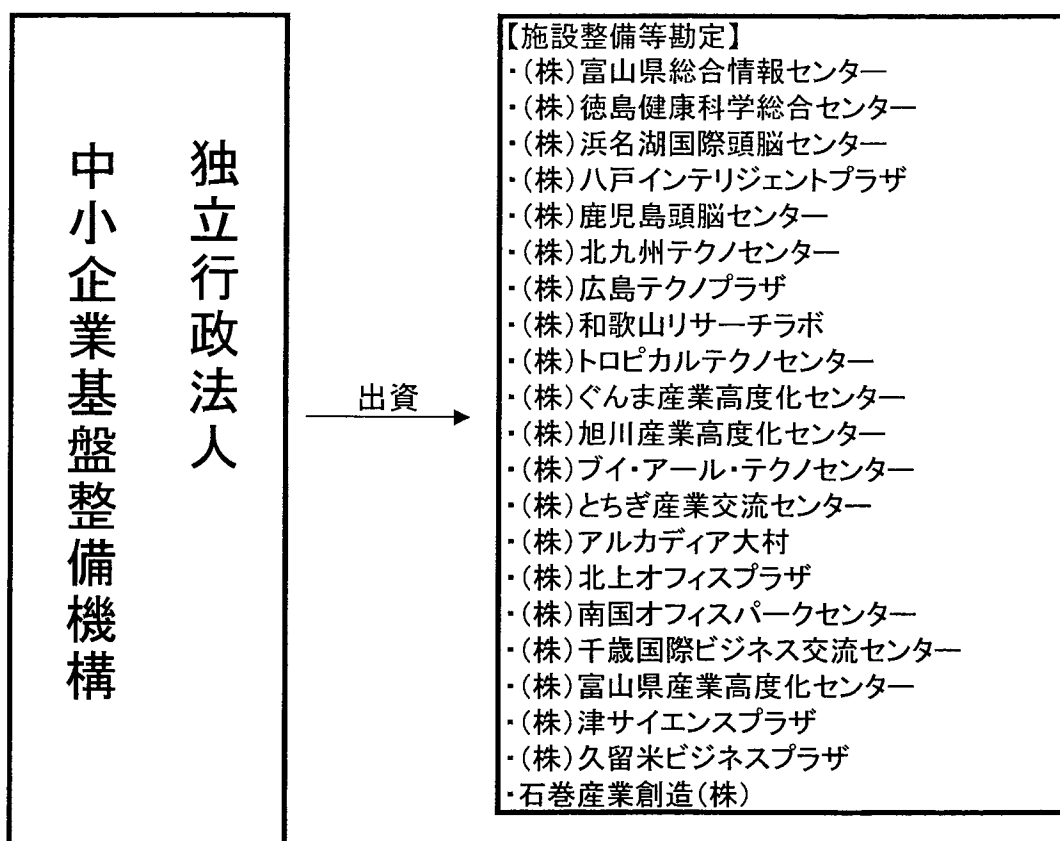 独立行政法人
中小企業基盤整備機構
出資
【施設整備等勘定】
・(株)富山県総合情報センター
・(株)徳島健康科学総合センター
・(株)浜名湖国際頭脳センター
・(株)八戸インテリジェントプラザ
・(株)鹿児島頭脳センター
・(株)北九州テクノセンター
・(株)広島テクノプラザ
・(株)和歌山リサーチラボ
・(株)トロピカルテクノセンター
・(株)ぐんま産業高度化センター
・(株)旭川産業高度化センター
・(株)ブイ・アール・テクノセンター
・(株)とちぎ産業交流センター
・(株)アルカディア大村
・(株)北上オフィスプラザ
・(株)南国オフィスパークセンター
・(株)千歳国際ビジネス交流センター
・(株)富山県産業高度化センター
・(株)津サイエンスプラザ
・(株)久留米ビジネスプラザ
・石巻産業創造(株)